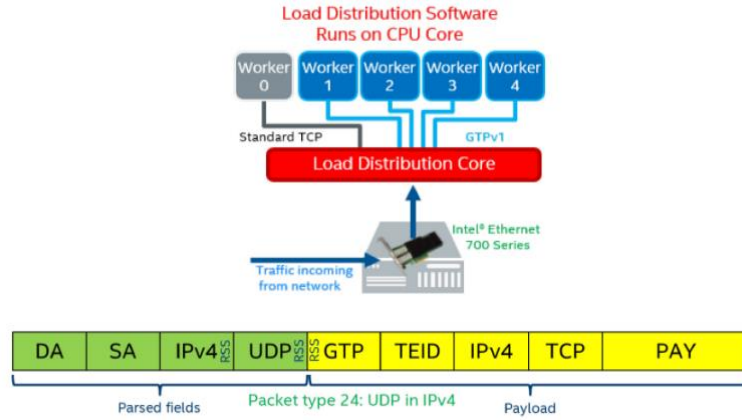 Load Distribution Software
Runs on CPU Core
Worker 0
Worker 1
Worker 2
Worker 3
Worker 4
Standard TCP
GTPv1
Load Distribution Core
Intel® Ethernet
700 Series
Traffic incoming
from network
DA SA IPv4 RSS UDP RSS RSS GTP TEID IPv4 TCP PAY
Parsed fields Packet type 24: UDP in IPv4 Payload